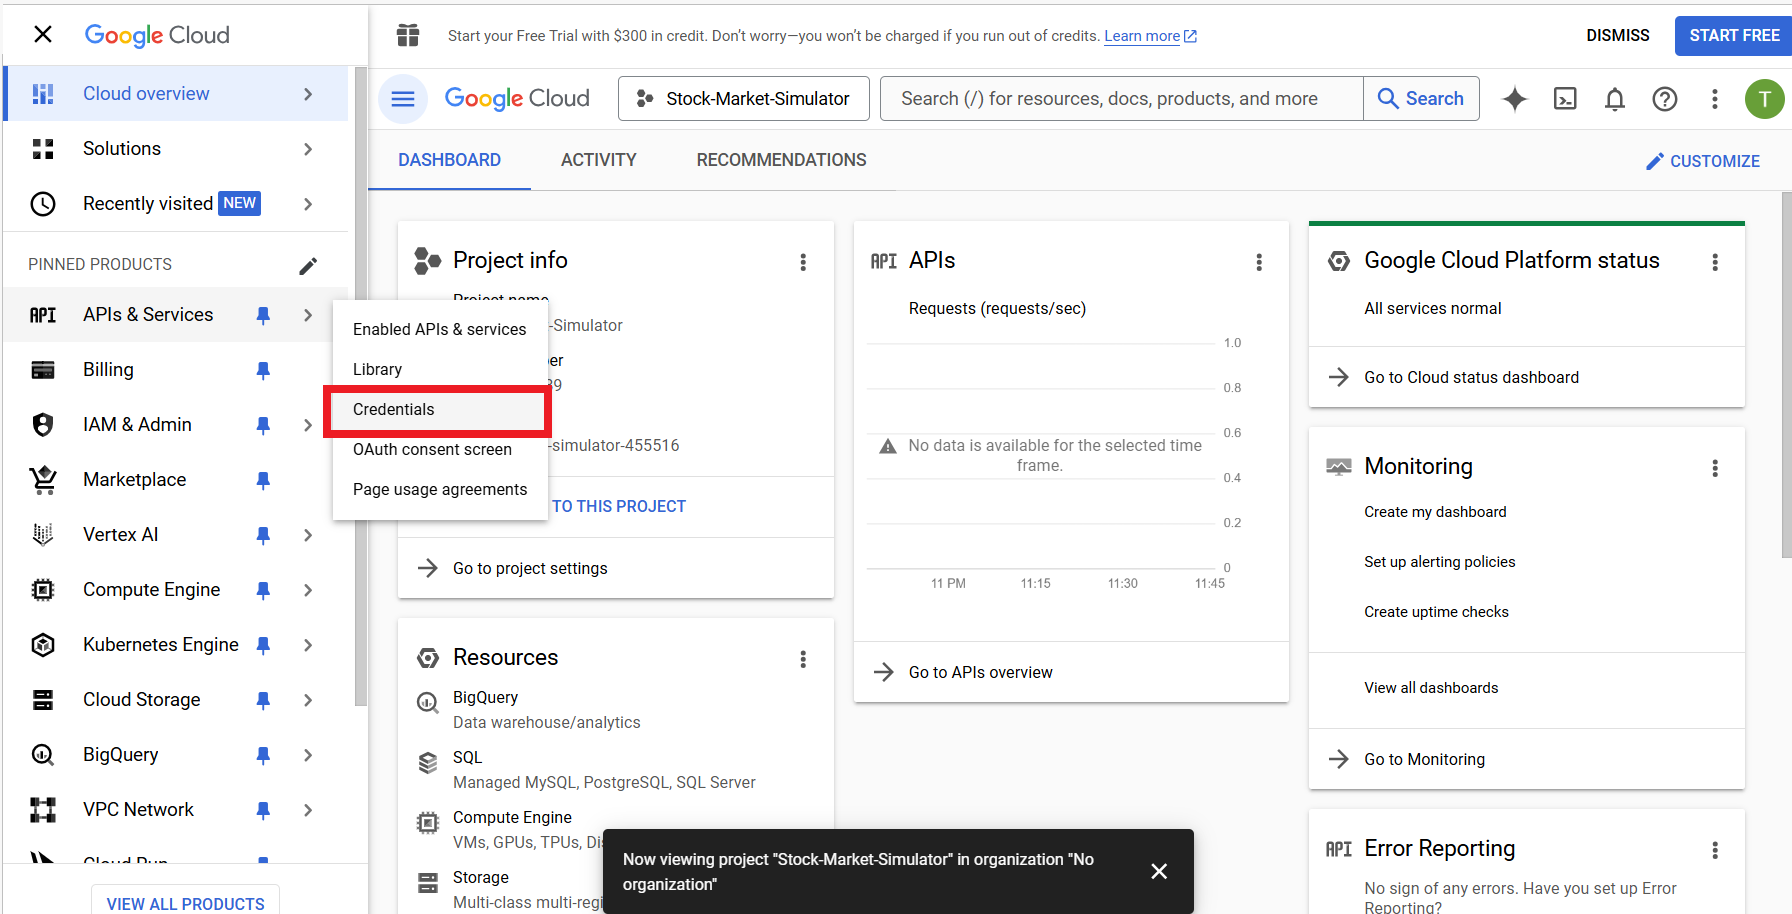 Google Cloud
Start your Free Trial with $300 in credit. Don't worry—you won't be charged if you run out of credits. Learn more
DISMISS
START FREE
Cloud overview
Solutions
Recently visited NEW
PINNED PRODUCTS
APIs & Services
Billing
IAM & Admin
Marketplace
Vertex AI
Compute Engine
Kubernetes Engine
Cloud Storage
BigQuery
VPC Network
Cloud Run
VIEW ALL PRODUCTS
Enabled APIs & services
Library
Credentials
OAuth consent screen
Page usage agreements
Google Cloud
Stock-Market-Simulator
Search (/) for resources, docs, products, and more
Search
T
DASHBOARD
ACTIVITY
RECOMMENDATIONS
CUSTOMIZE
Project info
Project name
-Simulator
er
39
-simulator-455516
TO THIS PROJECT
Go to project settings
Resources
BigQuery
Data warehouse/analytics
SQL
Managed MySQL, PostgreSQL, SQL Server
Compute Engine
VMs, GPUs, TPUs, Di
Storage
Multi-class multi-regi
API APIs
Requests (requests/sec)
1.0
0.8
0.6
No data is available for the selected time
frame.
0.4
0.2
0
11 PM
11:15
11:30
11:45
Go to APIs overview
Google Cloud Platform status
All services normal
Go to Cloud status dashboard
Monitoring
Create my dashboard
Set up alerting policies
Create uptime checks
View all dashboards
Go to Monitoring
API Error Reporting
No sign of any errors. Have you set up Error
Reporting?
Now viewing project "Stock-Market-Simulator" in organization "No
organization"